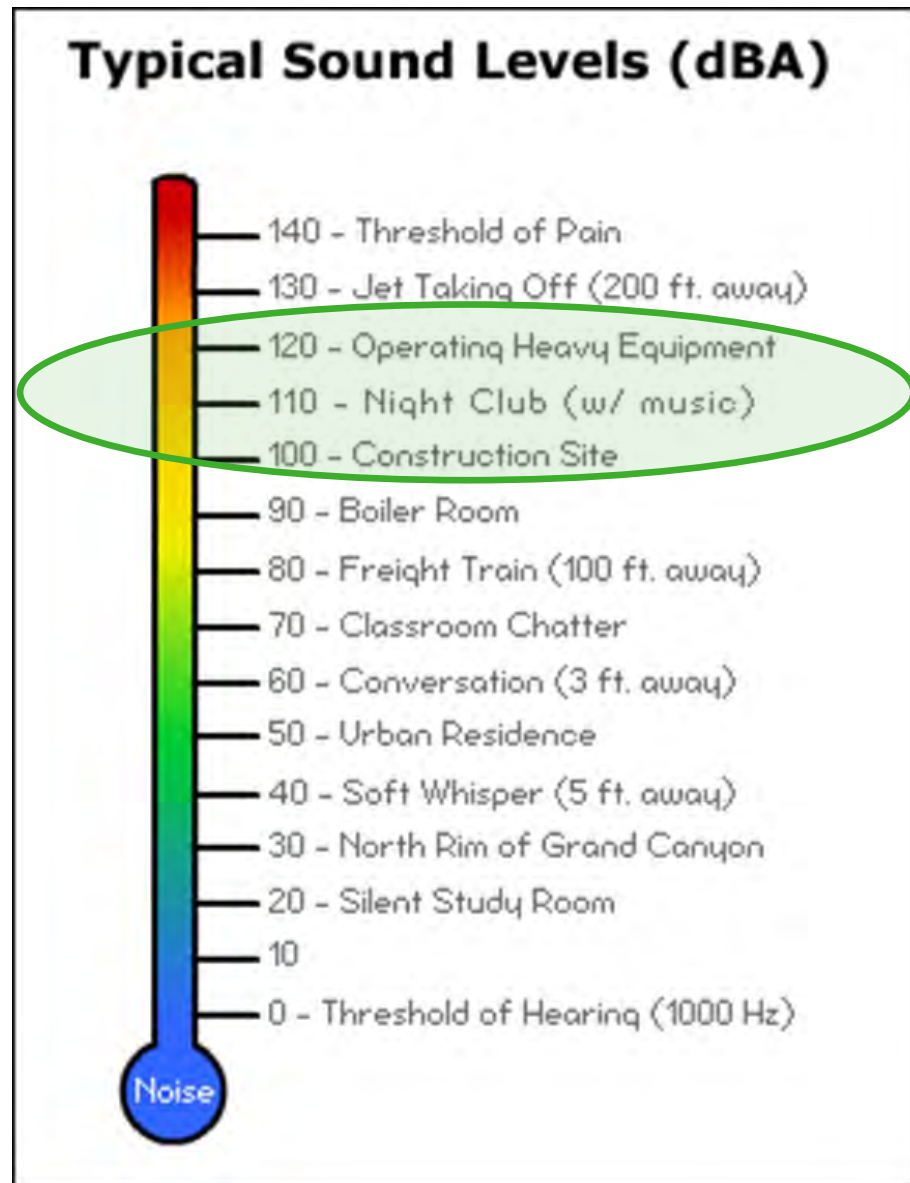 Typical Sound Levels (dBA)
140 - Threshold of Pain
130 - Jet Taking Off (200 ft. away)
120 - Operating Heavy Equipment
110 - Night Club (w/ music)
100 - Construction Site
90 - Boiler Room
80 - Freight Train (100 ft. away)
70 - Classroom Chatter
60 - Conversation (3 ft. away)
50 - Urban Residence
40 - Soft Whisper (5 ft. away)
30 - North Rim of Grand Canyon
20 - Silent Study Room
10
0 - Threshold of Hearing (1000 Hz)
Noise